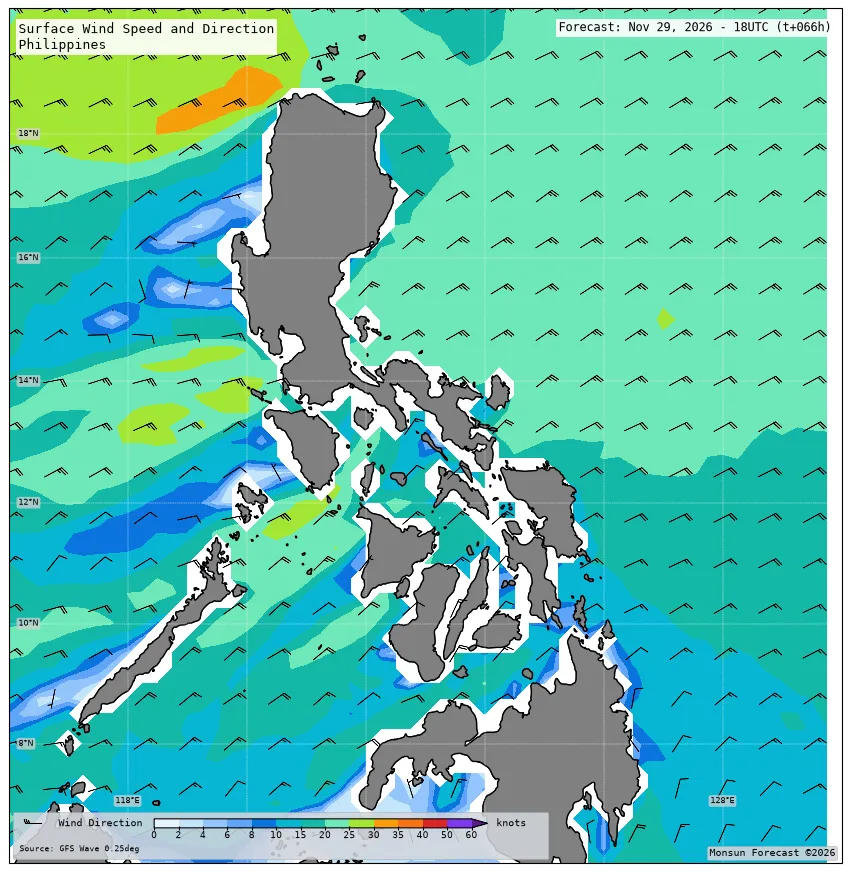 Surface Wind Speed and Direction
Philippines
Forecast: Nov 29, 2026 - 18UTC (t+066h)
18°N
16°N
14°N
12°N
10°N
8°N
118°E
128°E
Wind Direction
0 2 4 6 8 10 15 20 25 30 35 40 50 60 knots
Source: GFS Wave 0.25deg
Monsun Forecast ©2026